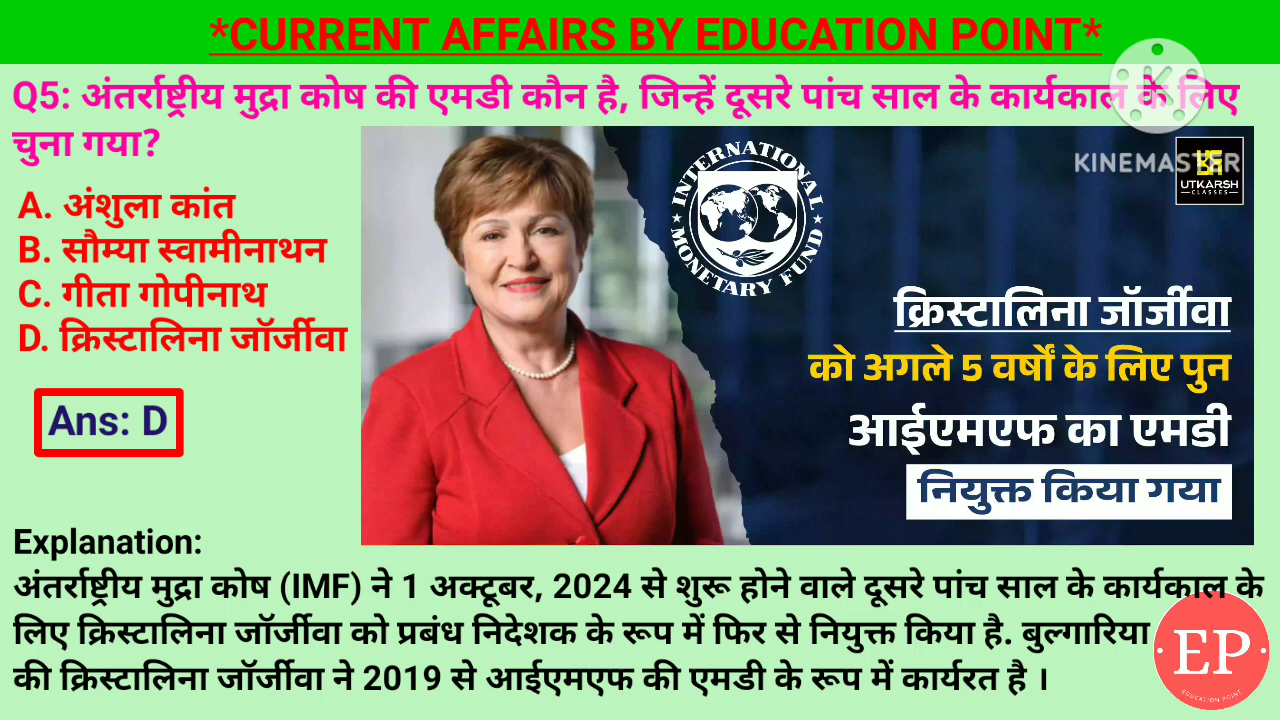 *CURRENT AFFAIRS BY EDUCATION POINT*
Q5: अंतर्राष्ट्रीय मुद्रा कोष की एमडी कौन है, जिन्हें दूसरे पांच साल के कार्यकाल के लिए
चुना गया?
A. अंशुला कांत
B. सौम्या स्वामीनाथन
C. गीता गोपीनाथ
D. क्रिस्टालिना जॉर्जीवा
Ans: D
INTERNATIONAL
MONETARY FUND
KINEMASTER
UTKARSH
CLASSES
क्रिस्टालिना जॉर्जीवा
को अगले 5 वर्षों के लिए पुन
आईएमएफ का एमडी
नियुक्त किया गया
Explanation:
अंतर्राष्ट्रीय मुद्रा कोष (IMF) ने 1 अक्टूबर, 2024 से शुरू होने वाले दूसरे पांच साल के कार्यकाल के
लिए क्रिस्टालिना जॉर्जीवा को प्रबंध निदेशक के रूप में फिर से नियुक्त किया है. बुल्गारिया
की क्रिस्टालिना जॉर्जीवा ने 2019 से आईएमएफ की एमडी के रूप में कार्यरत है ।
EP
EDUCATION POINT